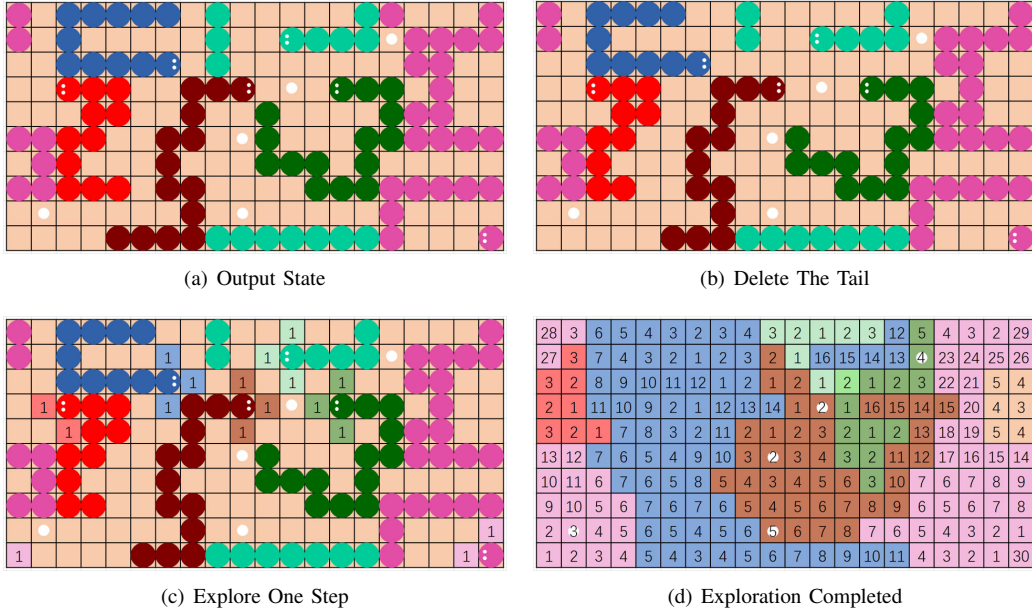 (a) Output State
(b) Delete The Tail
1
1 1
1 1 1 1
1 1 1 1
1 1 1
1
1 1
(c) Explore One Step
28 3 6 5 4 3 2 3 4 3 2 1 2 3 12 5 4 3 2 29
27 3 7 4 3 2 1 2 3 2 1 16 15 14 13 4 23 24 25 26
3 2 8 9 10 11 12 1 2 1 2 1 2 1 2 3 22 21 5 4
2 1 11 10 9 2 1 12 13 14 1 2 1 16 15 14 15 20 4 3
3 2 1 7 8 3 2 11 2 1 2 3 2 1 2 13 18 19 5 4
13 12 7 6 5 4 9 10 3 2 3 4 3 2 11 12 17 16 15 14
10 11 6 7 6 5 8 5 4 3 4 5 6 3 10 7 6 7 8 9
9 10 5 6 7 6 7 6 5 4 5 6 7 8 9 6 5 6 7 8
2 3 4 5 6 5 4 5 6 5 6 7 8 7 6 5 4 3 2 1
1 2 3 4 5 4 3 4 5 6 7 8 9 10 11 4 3 2 1 30
(d) Exploration Completed